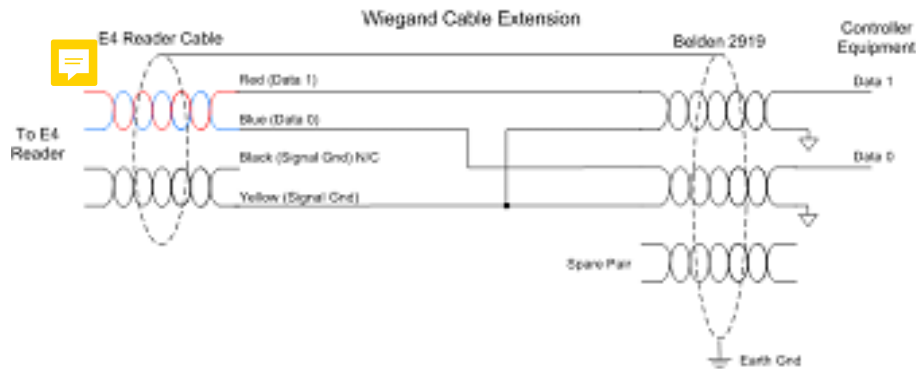 Wiegand Cable Extension
E4 Reader Cable
Belden 2919
Controller
Equipment
Red (Data 1)
Data 1
Blue (Data 0)
To E4
Reader
Black (Signal Gnd) N/C
Data 0
Yellow (Signal Gnd)
Spare Pair
Earth Gnd